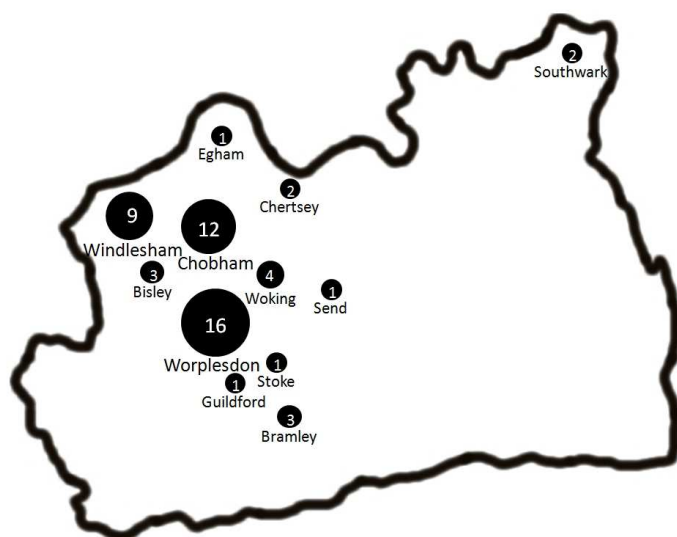 2
Southwark
1
Egham
2
Chertsey
9
Windlesham
12
Chobham
3
Bisley
4
Woking
1
Send
16
Worplesdon
1
Stoke
1
Guildford
3
Bramley